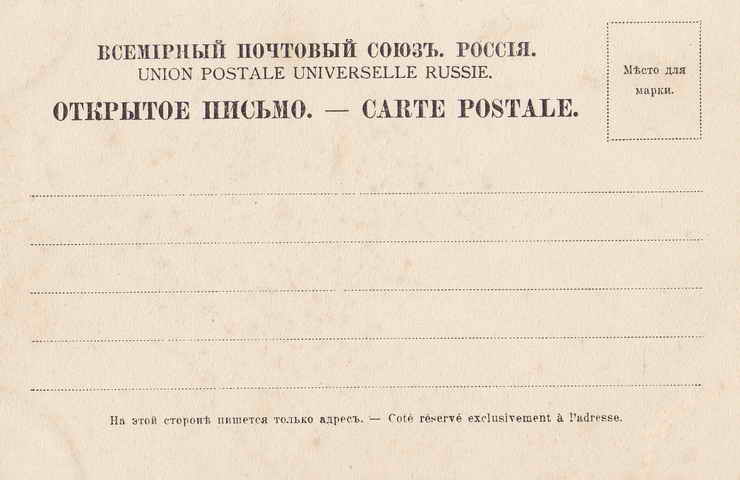 ВСЕМІРНЫЙ ПОЧТОВЫЙ СОЮЗЪ. РОССІЯ.
UNION POSTALE UNIVERSELLE RUSSIE.
ОТКРЫТОЕ ПИСЬМО. — CARTE POSTALE.
Мѣсто для
марки.
На этой сторонѣ пишется только адресъ. — Coté réservé exclusivement à l'adresse.